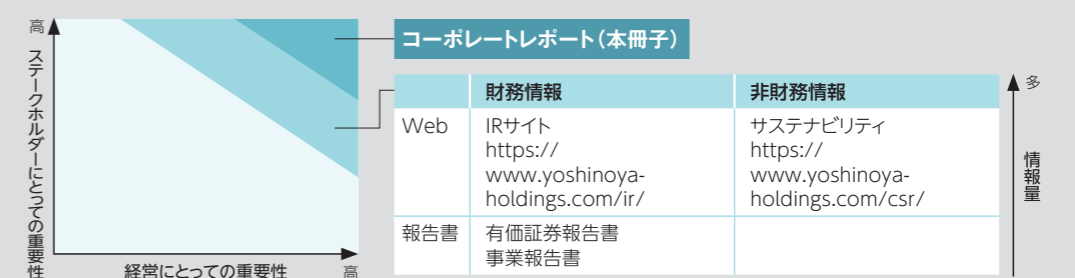 高
ステークホルダーにとっての重要性
経営にとっての重要性
高
コーポレートレポート（本冊子）
財務情報
非財務情報
Web
IRサイト
https://
www.yoshinoya-
holdings.com/ir/
サステナビリティ
https://
www.yoshinoya-
holdings.com/csr/
報告書
有価証券報告書
事業報告書
多
情報量